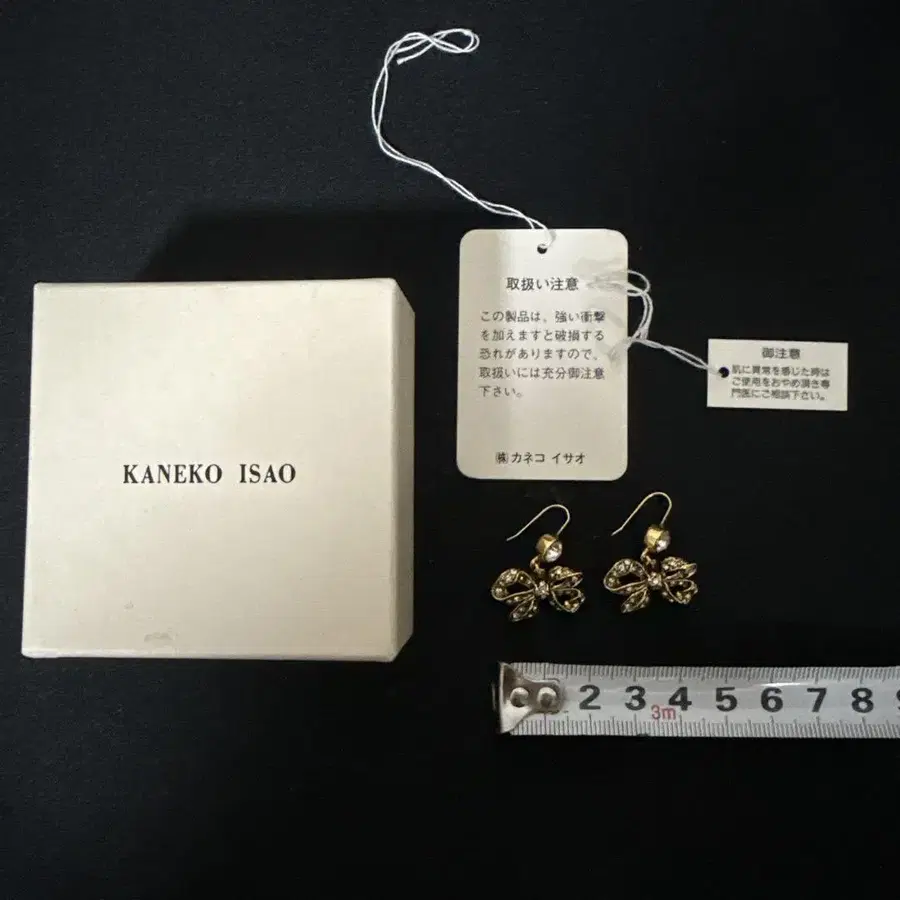 KANEKO ISAO
取扱い注意
この製品は、強い衝撃
を加えますと破損する
恐れがありますので、
取扱いには充分御注意
下さい。
㈱カネコ イサオ
御注意
肌に異常を感じた時は
ご使用をおやめ頂き専
門医にご相談下さい。
2 3 4 5 6 7 8 9
3m